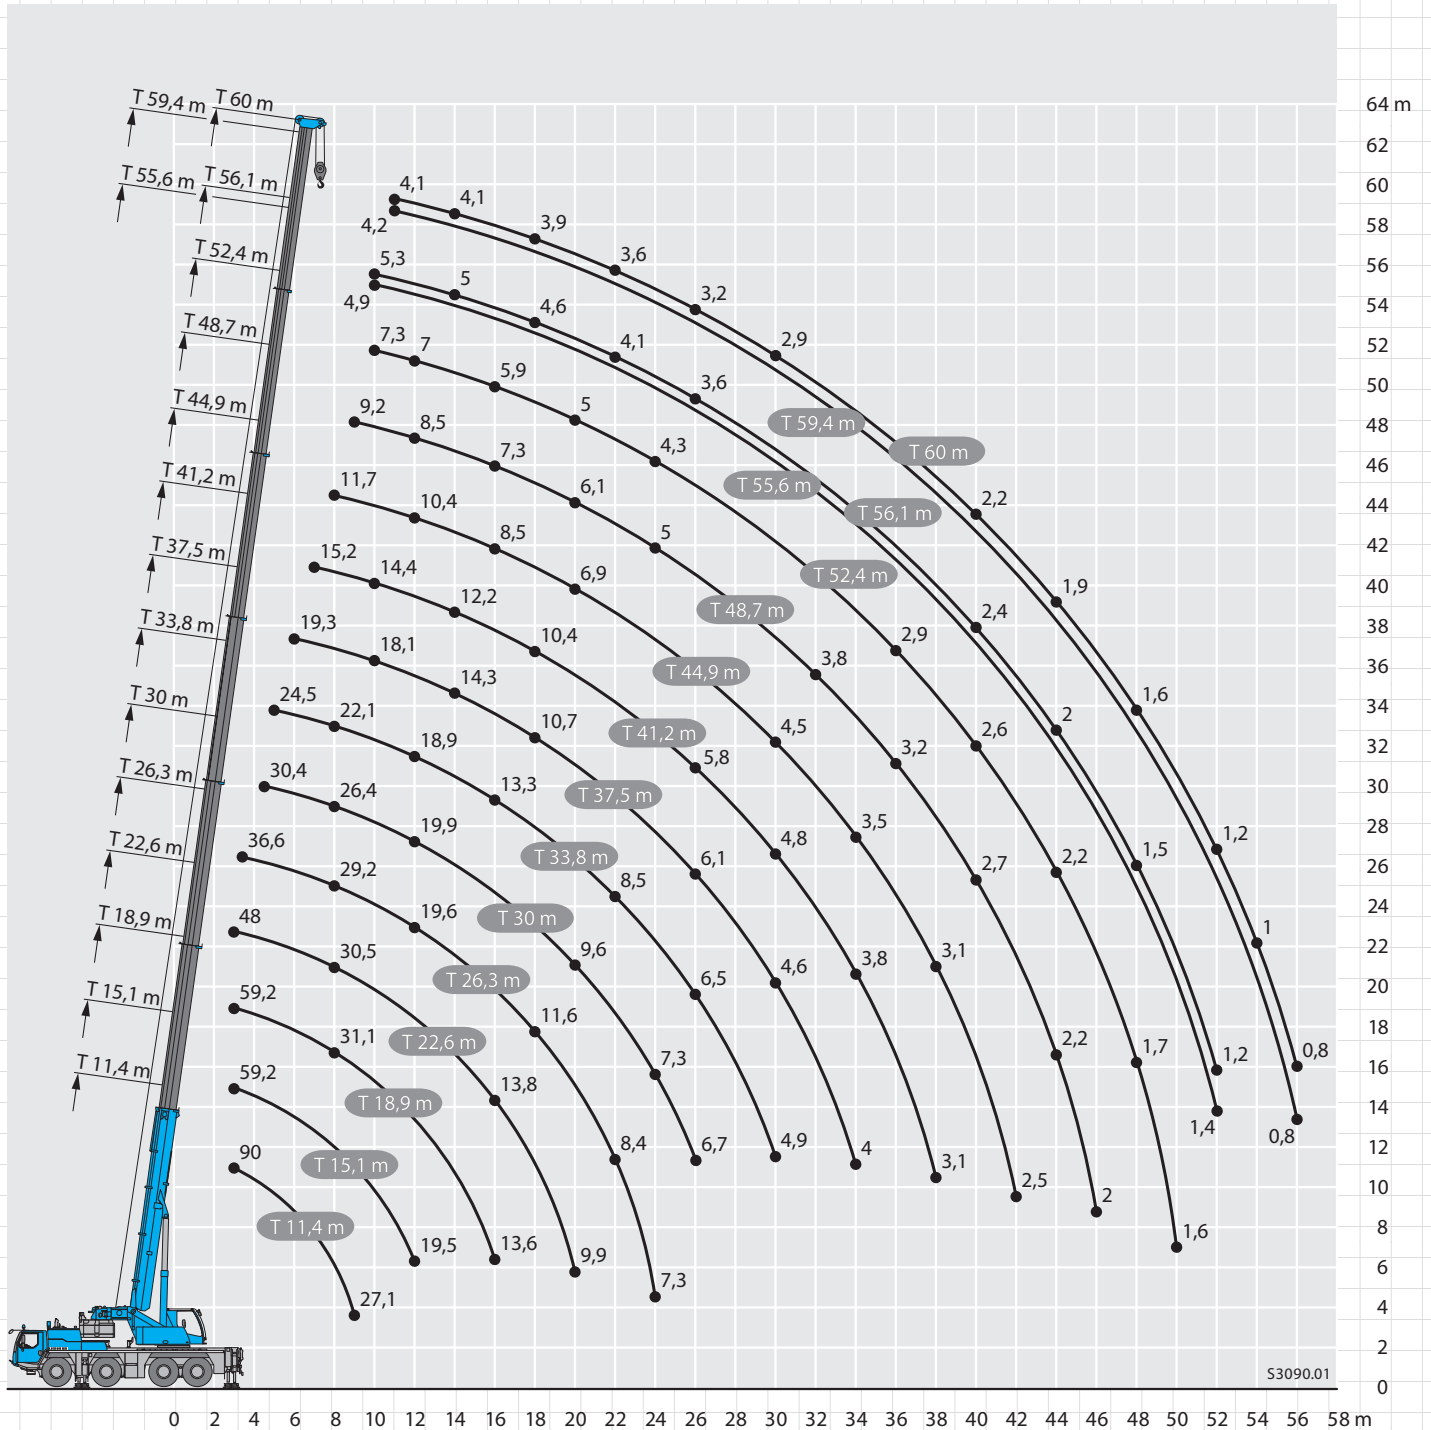 T 59,4 m T 60 m
64 m
62
T 55,6 m T 56,1 m
60
4,1 4,1
4,2 3,9
58
T 52,4 m
3,6
56
5,3 5 3,2
4,9 4,6
54
T 48,7 m
7,3 7 4,1 2,9
52
5,9 3,6
50
T 44,9 m
9,2 8,5 5
T 59,4 m
48
7,3 4,3 T 60 m
46
T 41,2 m
11,7 10,4 6,1 T 55,6 m 2,2
44
T 56,1 m
8,5 5
42
T 37,5 m
15,2 14,4 6,9 T 52,4 m 1,9
40
12,2 T 48,7 m 2,4
38
T 33,8 m
19,3 18,1 10,4 2,9
36
3,8
T 44,9 m
14,3
34
T 30 m
24,5 22,1 10,7 T 41,2 m 4,5 2,6 2 1,6
32
18,9 5,8 3,2
30
T 26,3 m
30,4 26,4 13,3 T 37,5 m
28
19,9 4,8 3,5 1,2
T 22,6 m
36,6 29,2 T 33,8 m 6,1 2,7 2,2 1,5
26
8,5
24
T 18,9 m
48 19,6 T 30 m
1
22
30,5 9,6 4,6 3,8 3,1
T 26,3 m 6,5
20
T 15,1 m
59,2 31,1 11,6
18
T 22,6 m 2,2 1,7
T 11,4 m
59,2 13,8 7,3 1,2 0,8
16
T 18,9 m
14
1,4 0,8
90 8,4 6,7 4,9 4
12
T 15,1 m 3,1
10
2,5 2
T 11,4 m
19,5 13,6 1,6
8
9,9
6
27,1 7,3
4
2
S3090.01
0
0 2 4 6 8 10 12 14 16 18 20 22 24 26 28 30 32 34 36 38 40 42 44 46 48 50 52 54 56 58 m